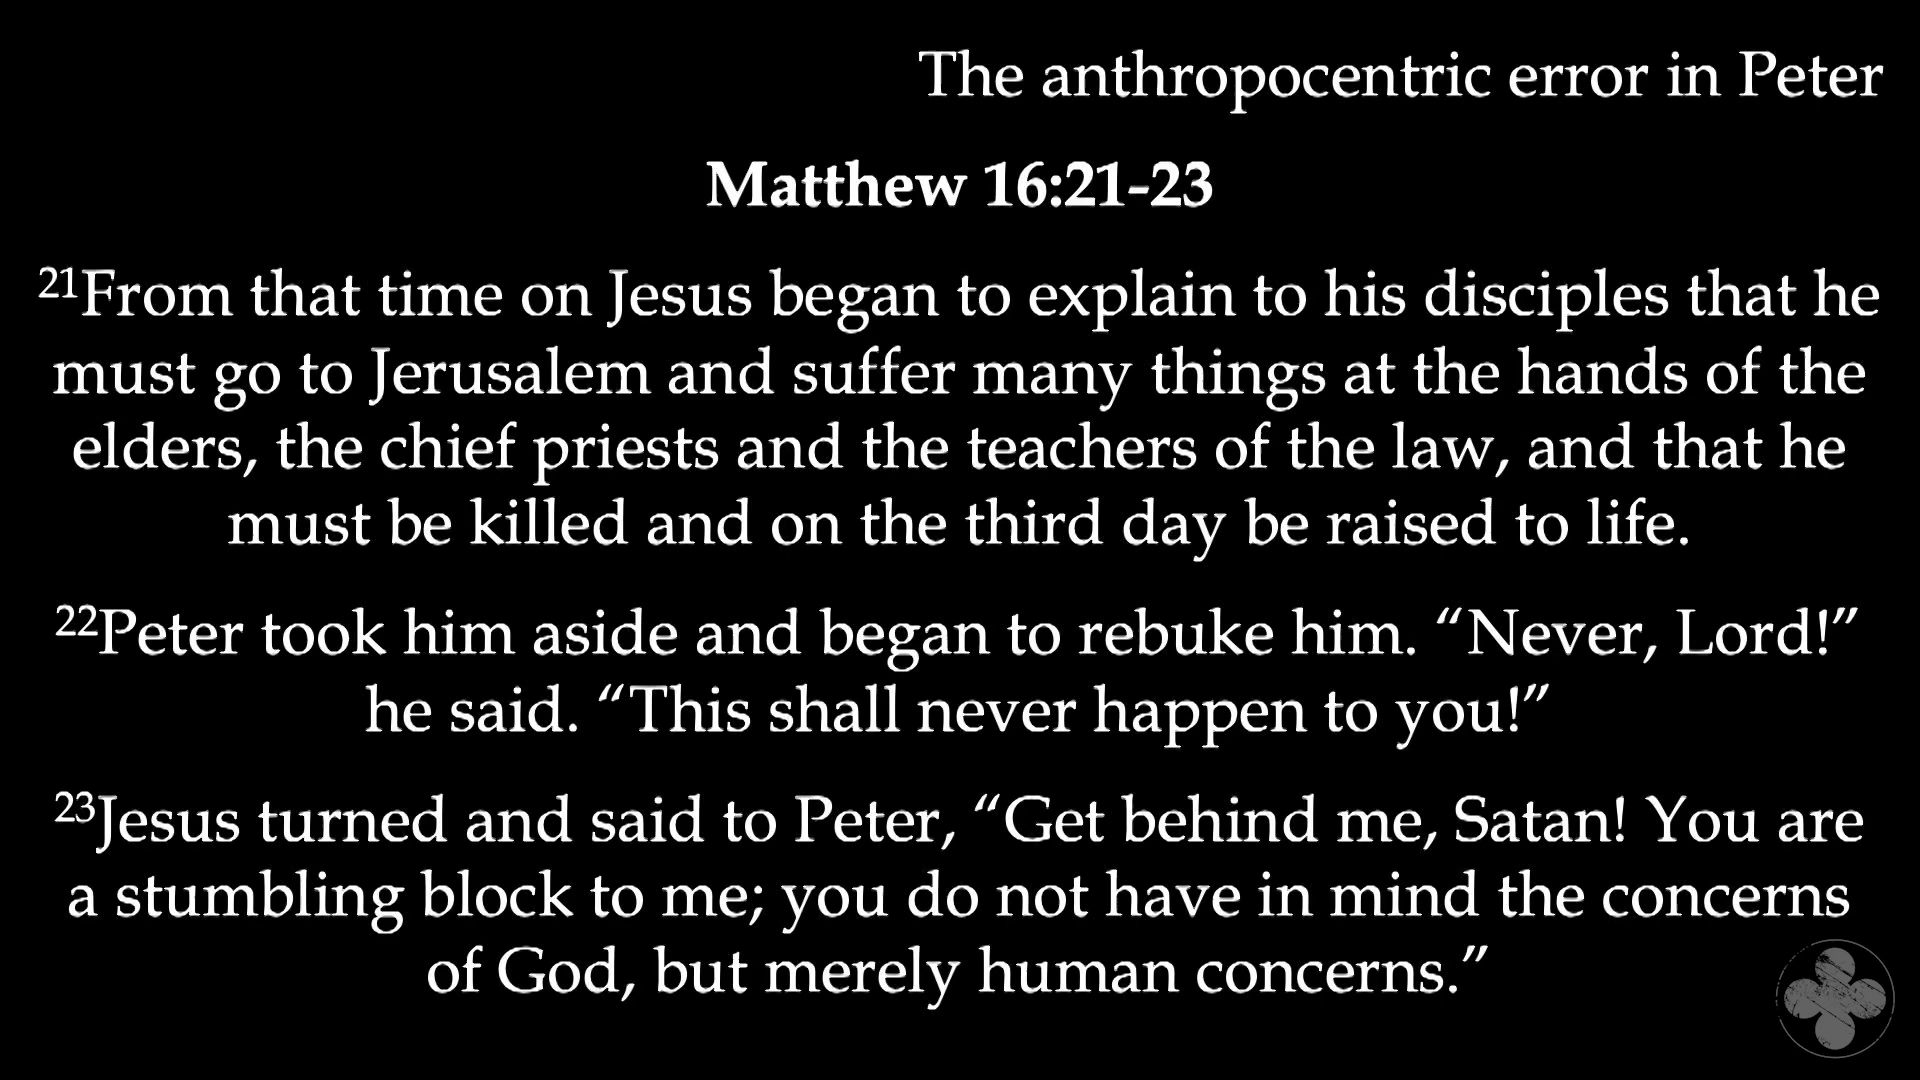 The anthropocentric error in Peter
Matthew 16:21-23
²¹From that time on Jesus began to explain to his disciples that he
must go to Jerusalem and suffer many things at the hands of the
elders, the chief priests and the teachers of the law, and that he
must be killed and on the third day be raised to life.
²²Peter took him aside and began to rebuke him. “Never, Lord!”
he said. “This shall never happen to you!”
²³Jesus turned and said to Peter, “Get behind me, Satan! You are
a stumbling block to me; you do not have in mind the concerns
of God, but merely human concerns.”